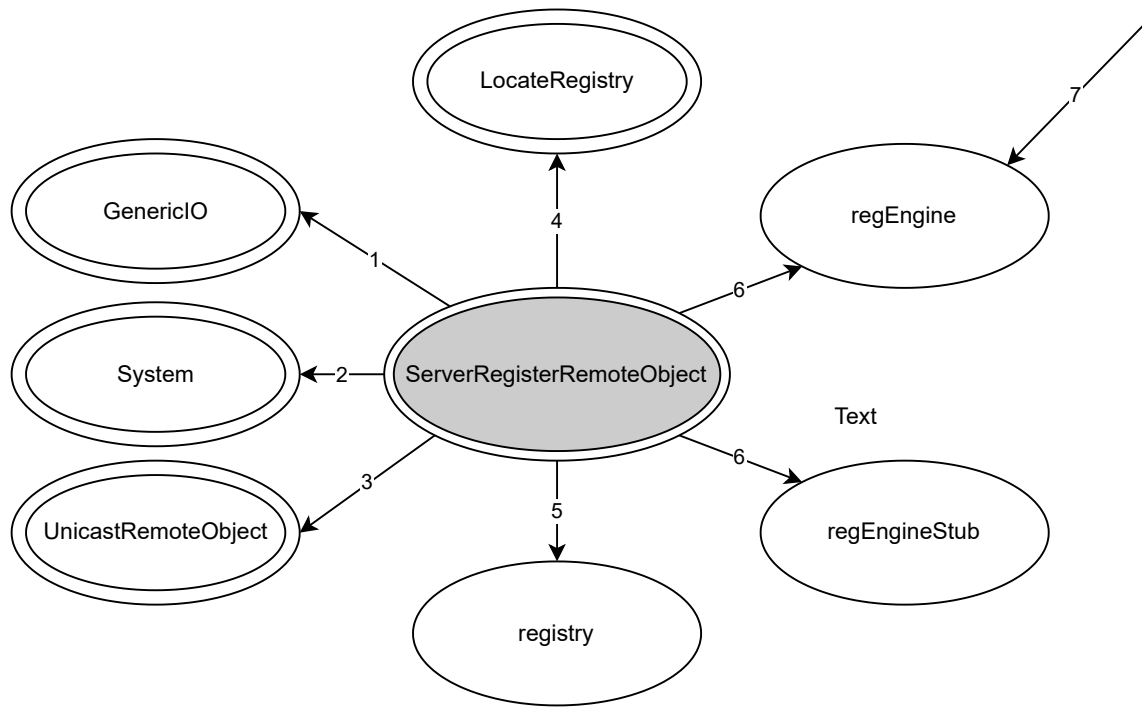 LocateRegistry
7
GenericIO
regEngine
4
1
6
System
2
ServerRegisterRemoteObject
Text
6
3
5
UnicastRemoteObject
regEngineStub
registry